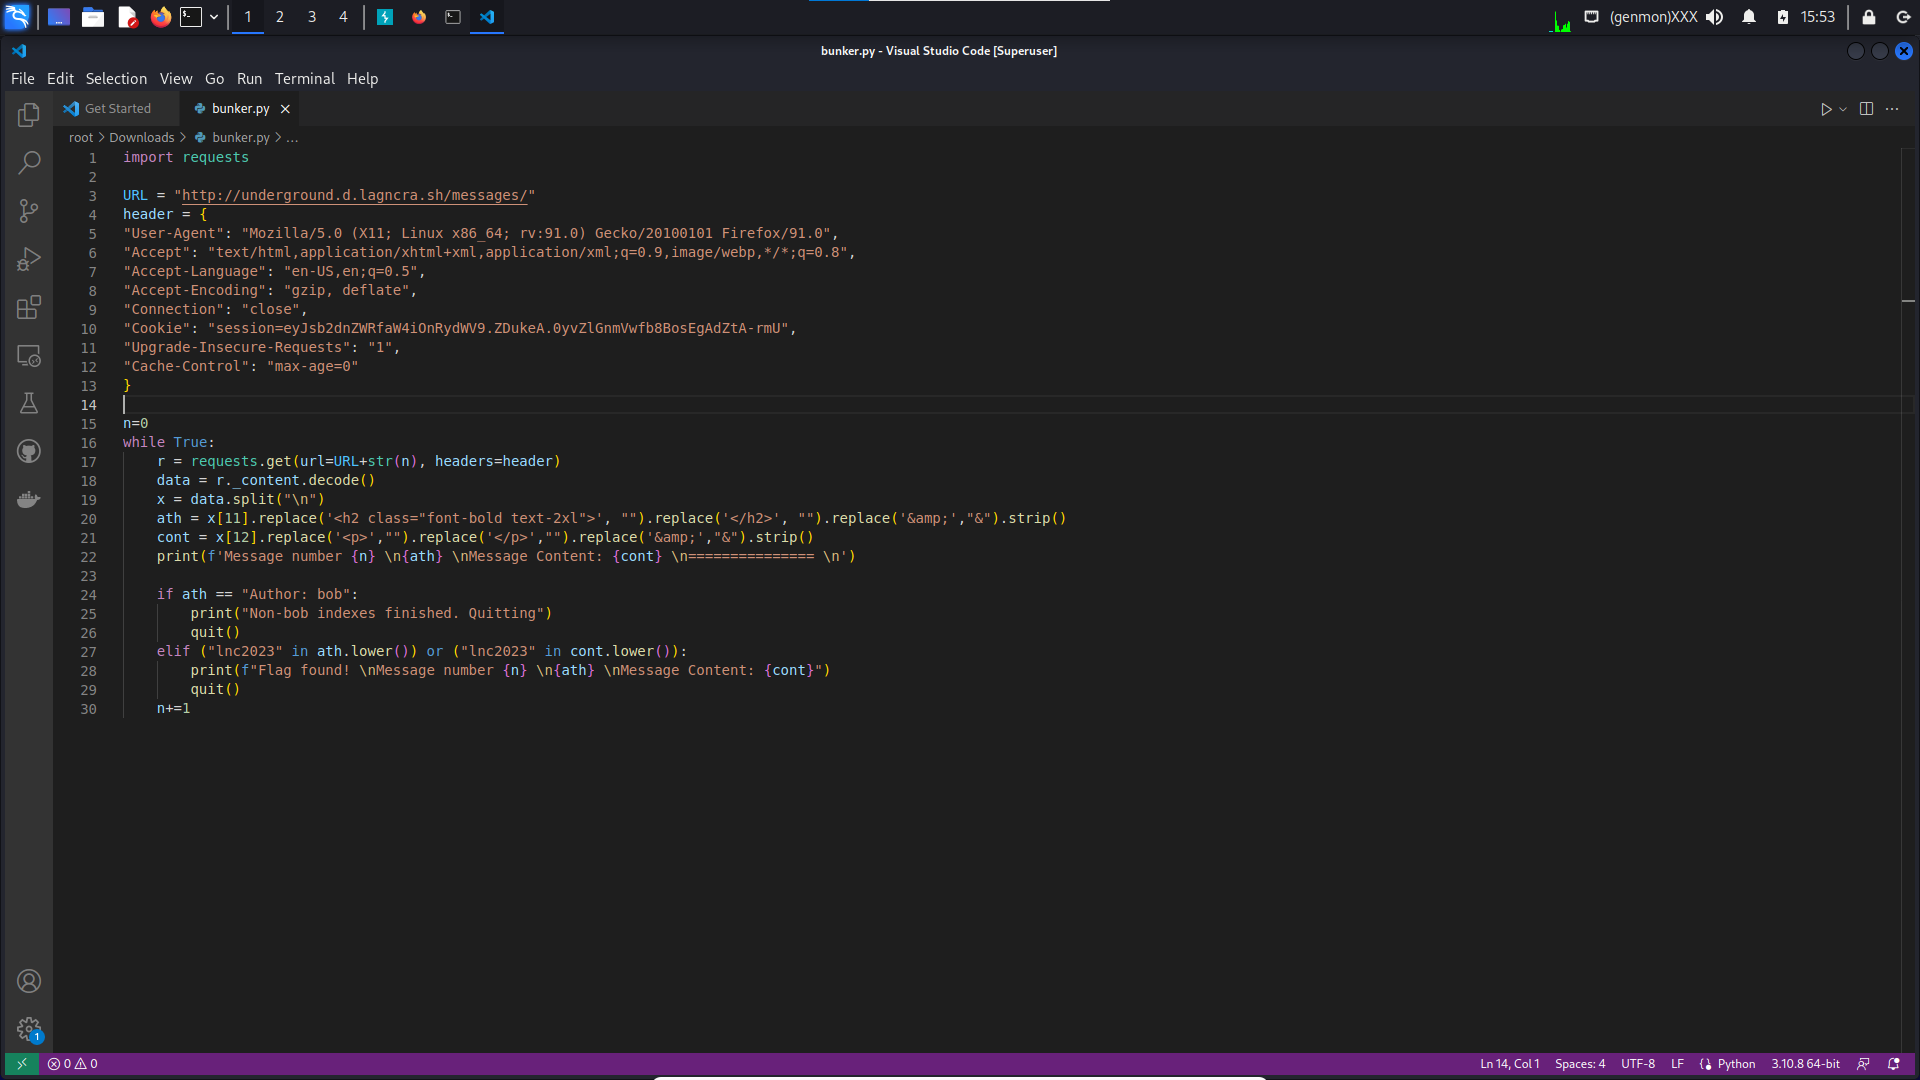 1 2 3 4 (genmon)XXX 15:53
bunker.py - Visual Studio Code [Superuser]
File Edit Selection View Go Run Terminal Help
Get Started bunker.py
root > Downloads > bunker.py > ...
1 import requests
2
3 URL = "http://underground.d.lagncra.sh/messages/"
4 header = {
5 "User-Agent": "Mozilla/5.0 (X11; Linux x86_64; rv:91.0) Gecko/20100101 Firefox/91.0",
6 "Accept": "text/html,application/xhtml+xml,application/xml;q=0.9,image/webp,*/*;q=0.8",
7 "Accept-Language": "en-US,en;q=0.5",
8 "Accept-Encoding": "gzip, deflate",
9 "Connection": "close",
10 "Cookie": "session=eyJsb2dnZWRfaW4iOnRydWV9.ZDukeA.0yvZlGnmVwfb8BosEgAdZtA-rmU",
11 "Upgrade-Insecure-Requests": "1",
12 "Cache-Control": "max-age=0"
13 }
14
15 n=0
16 while True:
17     r = requests.get(url=URL+str(n), headers=header)
18     data = r._content.decode()
19     x = data.split("\n")
20     ath = x[11].replace('<h2 class="font-bold text-2xl">', "").replace('</h2>', "").replace('&amp;',"&").strip()
21     cont = x[12].replace('<p>',"").replace('</p>',"").replace('&amp;',"&").strip()
22     print(f'Message number {n} \n{ath} \nMessage Content: {cont} \n=============== \n')
23
24     if ath == "Author: bob":
25         print("Non-bob indexes finished. Quitting")
26         quit()
27     elif ("lnc2023" in ath.lower()) or ("lnc2023" in cont.lower()):
28         print(f"Flag found! \nMessage number {n} \n{ath} \nMessage Content: {cont}")
29         quit()
30     n+=1
1
0 0 Ln 14, Col 1 Spaces: 4 UTF-8 LF Python 3.10.8 64-bit